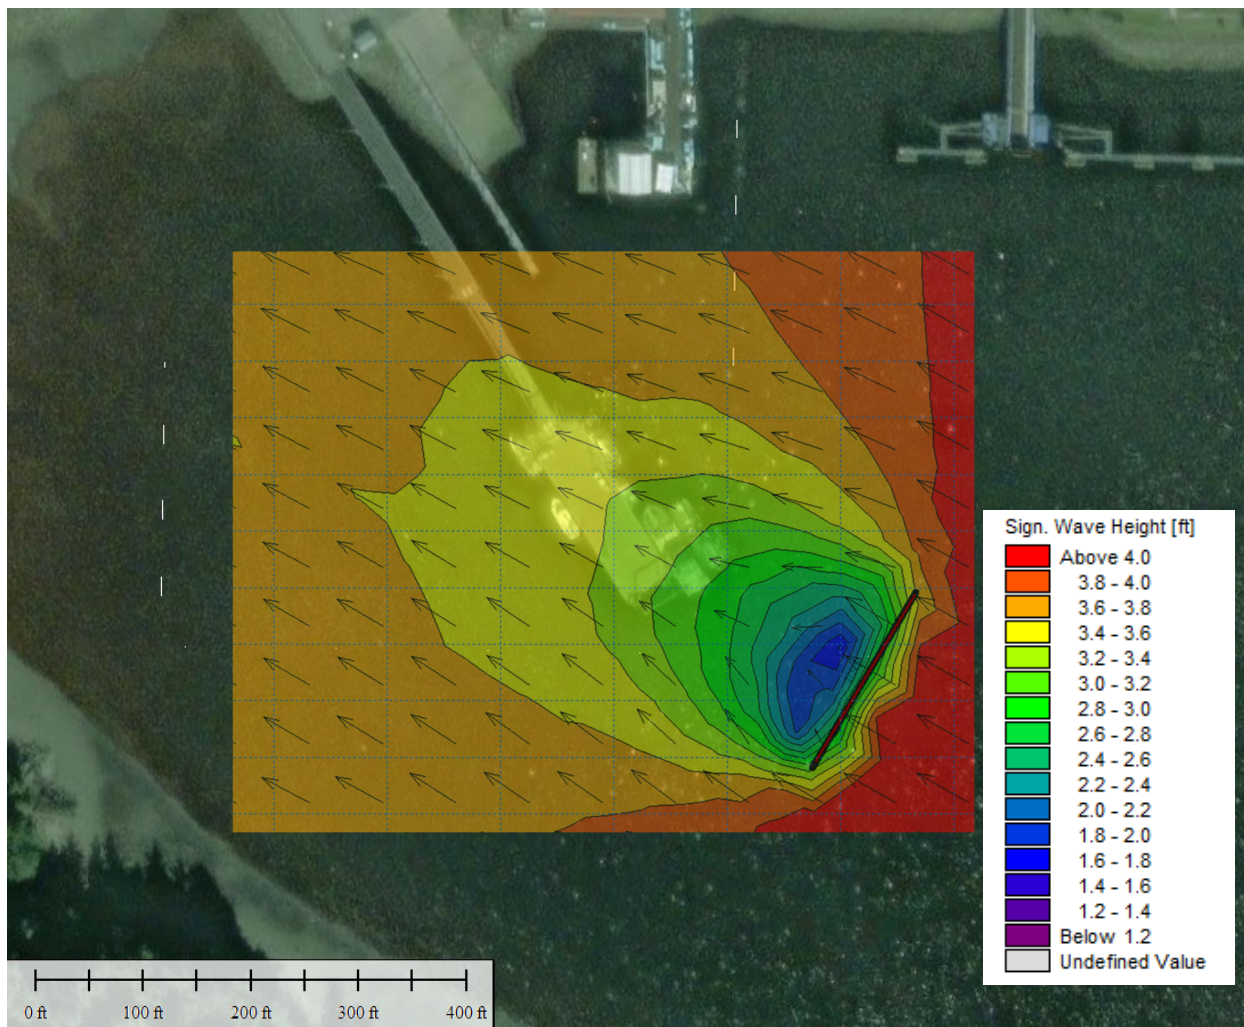 Sign. Wave Height [ft]
Above 4.0
3.8 - 4.0
3.6 - 3.8
3.4 - 3.6
3.2 - 3.4
3.0 - 3.2
2.8 - 3.0
2.6 - 2.8
2.4 - 2.6
2.2 - 2.4
2.0 - 2.2
1.8 - 2.0
1.6 - 1.8
1.4 - 1.6
1.2 - 1.4
Below 1.2
Undefined Value
0 ft 100 ft 200 ft 300 ft 400 ft